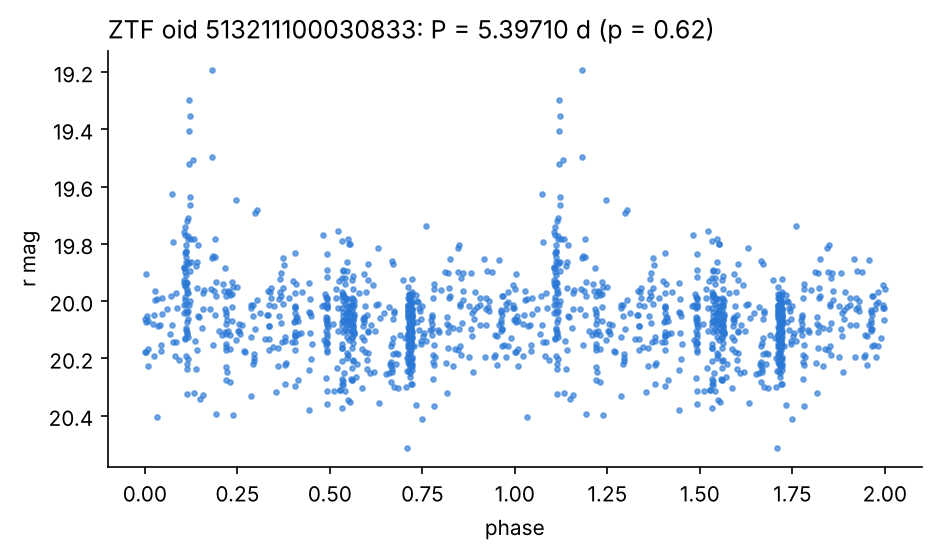 ZTF oid 513211100030833: P = 5.39710 d (p = 0.62)
19.2
19.4
19.6
19.8
20.0
20.2
20.4
r mag
0.00 0.25 0.50 0.75 1.00 1.25 1.50 1.75 2.00
phase